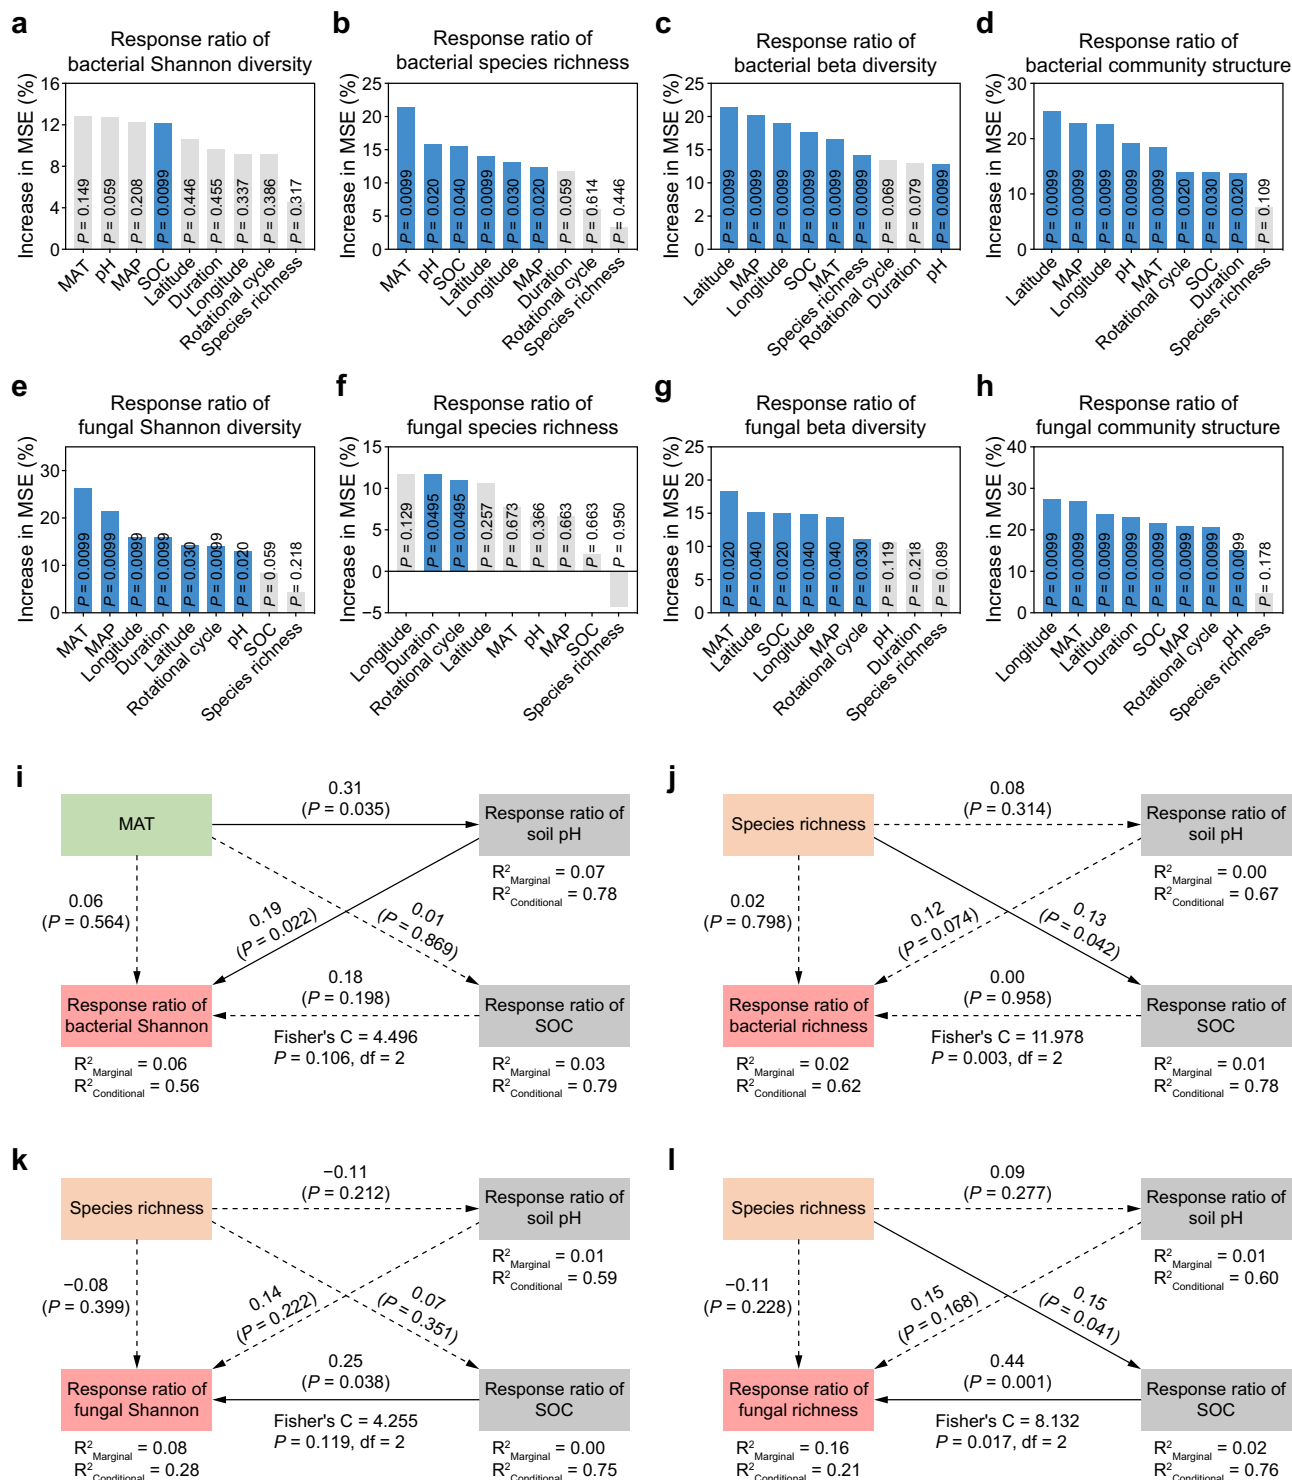 a
Response ratio of
bacterial Shannon diversity
Increase in MSE (%)
16
12
8
4
0
P = 0.149
P = 0.059
P = 0.208
P = 0.0099
P = 0.446
P = 0.455
P = 0.337
P = 0.386
P = 0.317
MAT
pH
MAP
SOC
Latitude
Duration
Longitude
Rotational cycle
Species richness
b
Response ratio of
bacterial species richness
Increase in MSE (%)
25
20
15
10
5
0
P = 0.0099
P = 0.020
P = 0.040
P = 0.0099
P = 0.030
P = 0.020
P = 0.059
P = 0.614
P = 0.446
MAT
pH
SOC
Latitude
Longitude
MAP
Duration
Rotational cycle
Species richness
c
Response ratio of
bacterial beta diversity
Increase in MSE (%)
25
20
15
10
2
0
P = 0.0099
P = 0.0099
P = 0.0099
P = 0.0099
P = 0.0099
P = 0.0099
P = 0.069
P = 0.079
P = 0.0099
Latitude
MAP
Longitude
SOC
MAT
Species richness
Rotational cycle
Duration
pH
d
Response ratio of
bacterial community structure
Increase in MSE (%)
30
20
10
0
P = 0.0099
P = 0.0099
P = 0.0099
P = 0.0099
P = 0.0099
P = 0.020
P = 0.030
P = 0.020
P = 0.109
Latitude
MAP
Longitude
pH
MAT
Rotational cycle
SOC
Duration
Species richness
e
Response ratio of
fungal Shannon diversity
Increase in MSE (%)
30
20
10
0
P = 0.0099
P = 0.0099
P = 0.0099
P = 0.0099
P = 0.030
P = 0.0099
P = 0.020
P = 0.059
P = 0.218
MAT
MAP
Longitude
Duration
Latitude
Rotational cycle
pH
SOC
Species richness
f
Response ratio of
fungal species richness
Increase in MSE (%)
15
10
5
0
−5
P = 0.129
P = 0.0495
P = 0.0495
P = 0.257
P = 0.673
P = 0.366
P = 0.663
P = 0.663
P = 0.950
Longitude
Duration
Rotational cycle
Latitude
MAT
pH
MAP
SOC
Species richness
g
Response ratio of
fungal beta diversity
Increase in MSE (%)
25
20
15
10
5
0
P = 0.020
P = 0.040
P = 0.020
P = 0.040
P = 0.040
P = 0.030
P = 0.119
P = 0.218
P = 0.089
MAT
Latitude
SOC
Longitude
MAP
Rotational cycle
pH
Duration
Species richness
h
Response ratio of
fungal community structure
Increase in MSE (%)
40
30
20
10
0
P = 0.0099
P = 0.0099
P = 0.0099
P = 0.0099
P = 0.0099
P = 0.0099
P = 0.0099
P = 0.0099
P = 0.178
Longitude
MAT
Latitude
Duration
SOC
MAP
Rotational cycle
pH
Species richness
i
MAT
0.31
(P = 0.035)
Response ratio of
soil pH
R²Marginal = 0.07
R²Conditional = 0.78
0.06
(P = 0.564)
0.19
(P = 0.022)
0.01
(P = 0.869)
0.18
(P = 0.198)
Response ratio of
bacterial Shannon
R²Marginal = 0.06
R²Conditional = 0.56
Fisher's C = 4.496
P = 0.106, df = 2
Response ratio of
SOC
R²Marginal = 0.03
R²Conditional = 0.79
j
Species richness
0.08
(P = 0.314)
Response ratio of
soil pH
R²Marginal = 0.00
R²Conditional = 0.67
0.02
(P = 0.798)
0.12
(P = 0.074)
0.13
(P = 0.042)
0.00
(P = 0.958)
Response ratio of
bacterial richness
R²Marginal = 0.02
R²Conditional = 0.62
Fisher's C = 11.978
P = 0.003, df = 2
Response ratio of
SOC
R²Marginal = 0.01
R²Conditional = 0.78
k
Species richness
−0.11
(P = 0.212)
Response ratio of
soil pH
R²Marginal = 0.01
R²Conditional = 0.59
−0.08
(P = 0.399)
0.14
(P = 0.222)
0.07
(P = 0.351)
0.25
(P = 0.038)
Response ratio of
fungal Shannon
R²Marginal = 0.08
R²Conditional = 0.28
Fisher's C = 4.255
P = 0.119, df = 2
Response ratio of
SOC
R²Marginal = 0.00
R²Conditional = 0.75
l
Species richness
0.09
(P = 0.277)
Response ratio of
soil pH
R²Marginal = 0.01
R²Conditional = 0.60
−0.11
(P = 0.228)
0.15
(P = 0.168)
0.15
(P = 0.041)
0.44
(P = 0.001)
Response ratio of
fungal richness
R²Marginal = 0.16
R²Conditional = 0.21
Fisher's C = 8.132
P = 0.017, df = 2
Response ratio of
SOC
R²Marginal = 0.02
R²Conditional = 0.76